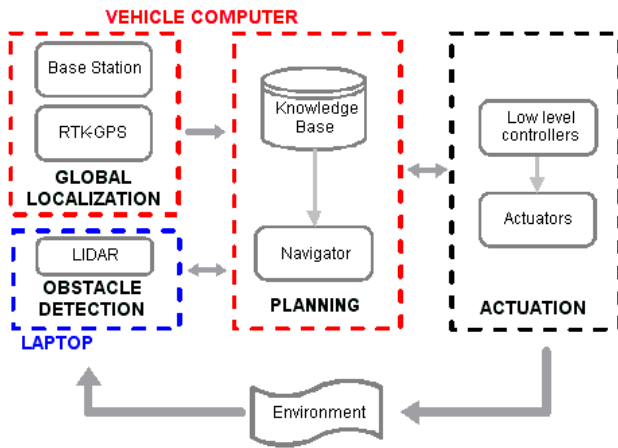 VEHICLE COMPUTER
Base Station
RTK-GPS
GLOBAL
LOCALIZATION
LIDAR
OBSTACLE
DETECTION
LAPTOP
Knowledge
Base
Navigator
PLANNING
Low level
controllers
Actuators
ACTUATION
Environment